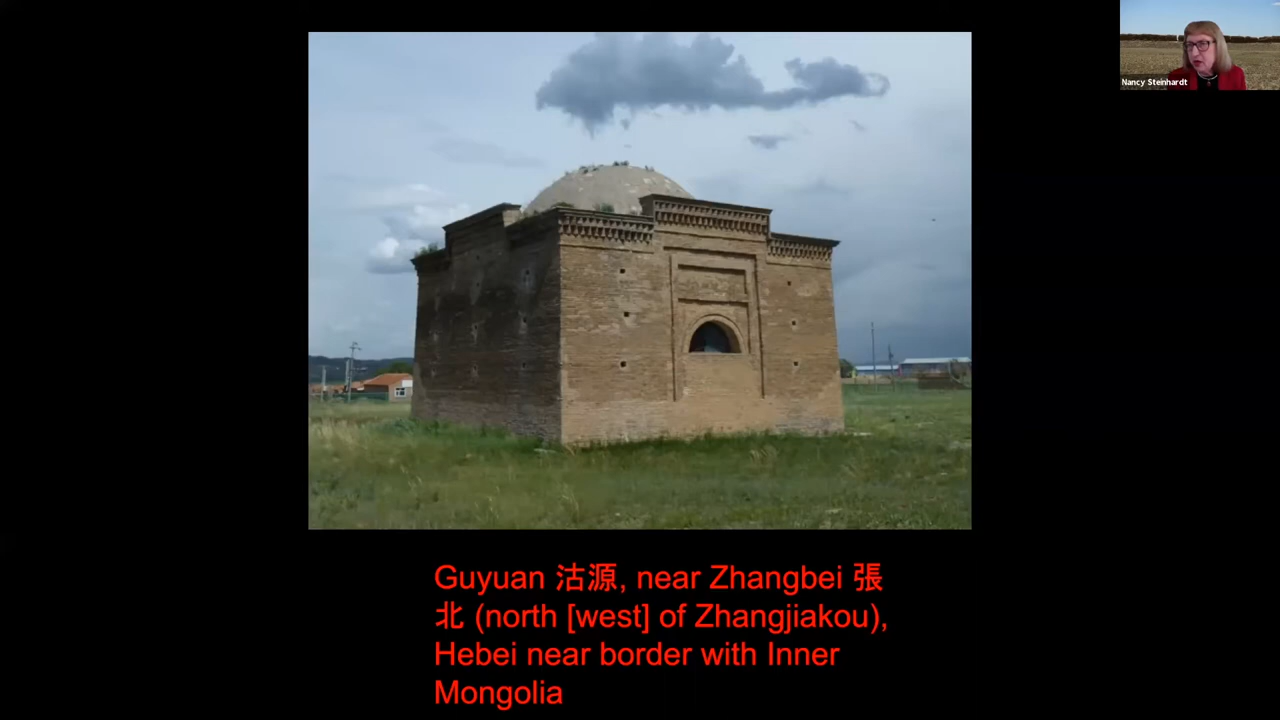 Nancy Steinhardt
Guyuan 沽源, near Zhangbei 張
北 (north [west] of Zhangjiakou),
Hebei near border with Inner
Mongolia